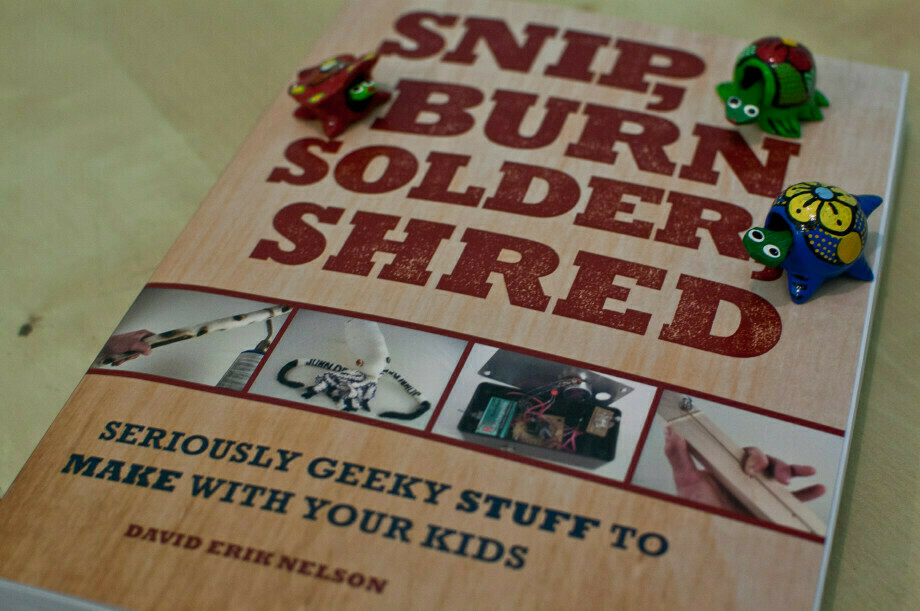 SNIP,
BURN
SOLDER,
SHRED
SERIOUSLY GEEKY STUFF TO
MAKE WITH YOUR KIDS
DAVID ERIK NELSON